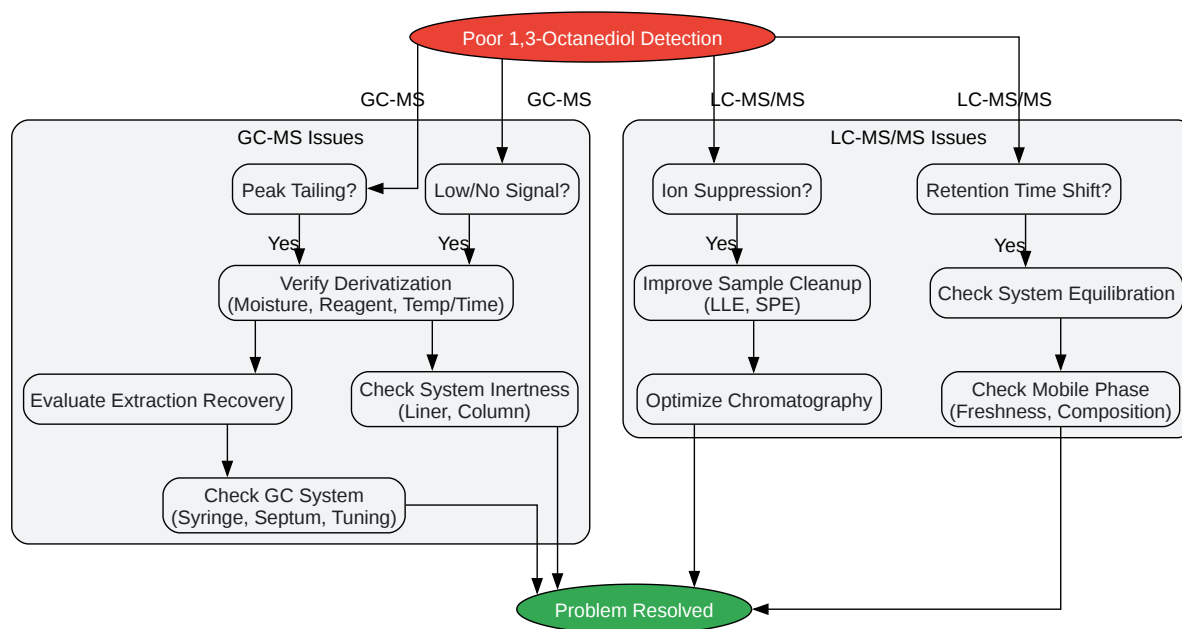 Poor 1,3-Octanediol Detection
GC-MS
GC-MS
LC-MS/MS
LC-MS/MS
GC-MS Issues
LC-MS/MS Issues
Peak Tailing?
Low/No Signal?
Ion Suppression?
Retention Time Shift?
Yes
Yes
Yes
Yes
Verify Derivatization
(Moisture, Reagent, Temp/Time)
Improve Sample Cleanup
(LLE, SPE)
Check System Equilibration
Evaluate Extraction Recovery
Check System Inertness
(Liner, Column)
Optimize Chromatography
Check Mobile Phase
(Freshness, Composition)
Check GC System
(Syringe, Septum, Tuning)
Problem Resolved